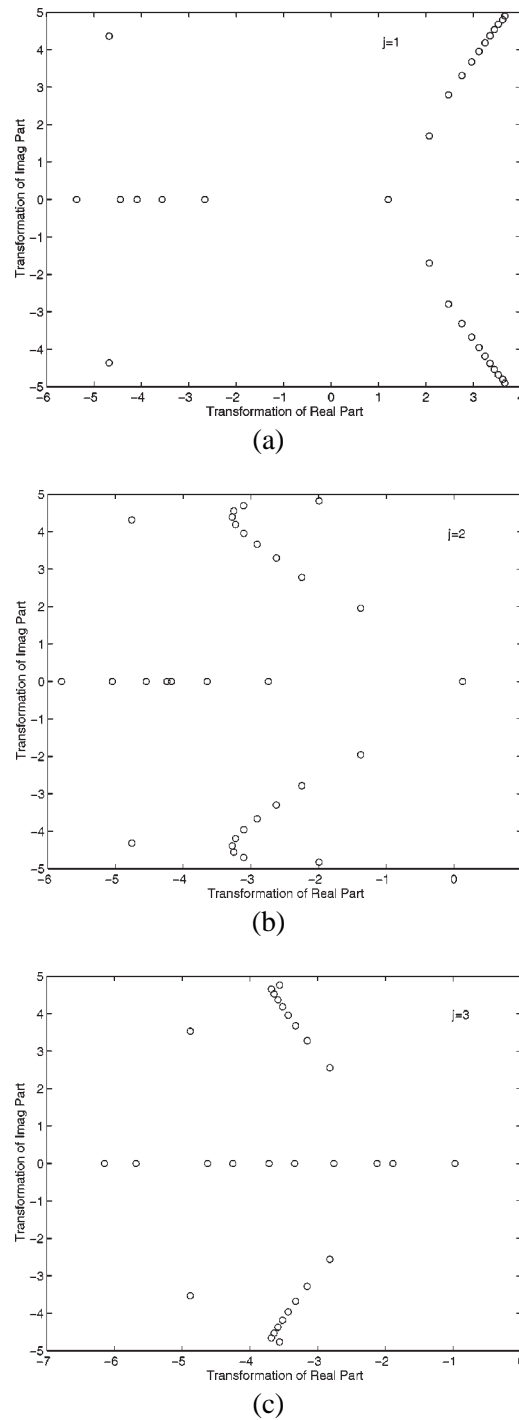 5
4
3
2
1
0
−1
−2
−3
−4
−5
Transformation of Imag Part
j=1
−6 −5 −4 −3 −2 −1 0 1 2 3 4
Transformation of Real Part
(a)
5
4
3
2
1
0
−1
−2
−3
−4
−5
Transformation of Imag Part
j=2
−6 −5 −4 −3 −2 −1 0
Transformation of Real Part
(b)
5
4
3
2
1
0
−1
−2
−3
−4
−5
Transformation of Imag Part
j=3
−7 −6 −5 −4 −3 −2 −1 0
Transformation of Real Part
(c)